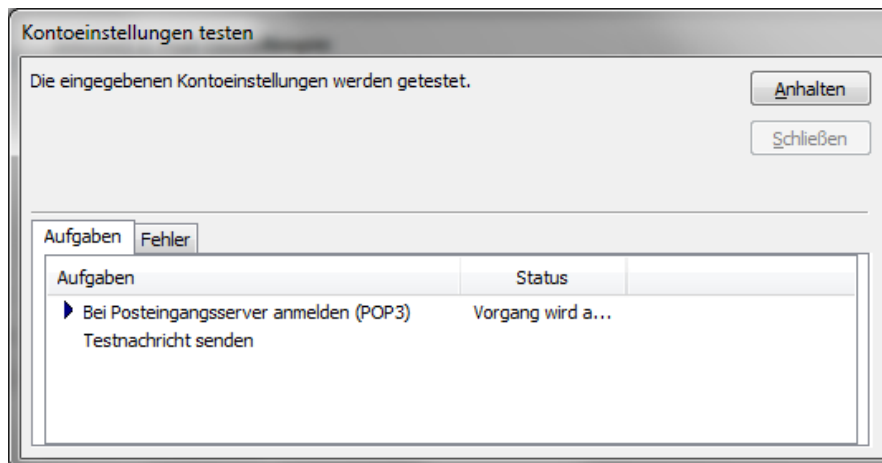 Kontoeinstellungen testen
Die eingegebenen Kontoeinstellungen werden getestet.
Anhalten
Schließen
Aufgaben Fehler
Aufgaben Status
Bei Posteingangsserver anmelden (POP3) Vorgang wird a...
Testnachricht senden